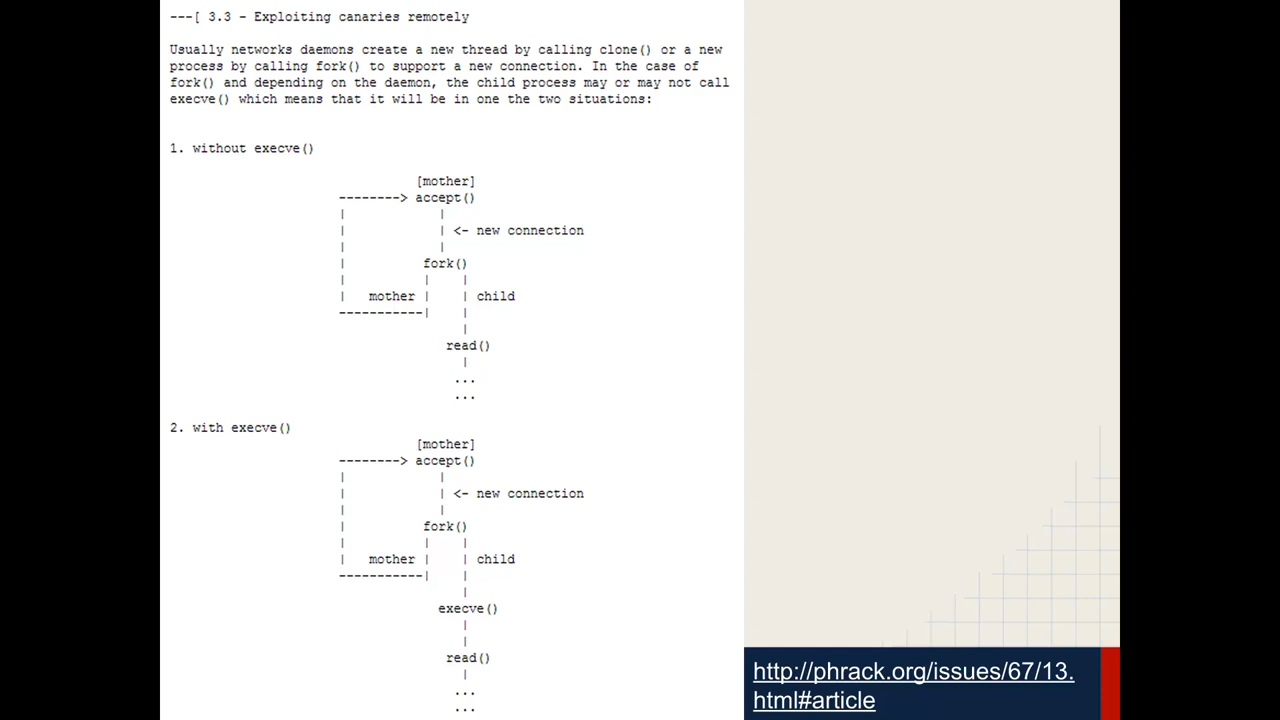 ---[ 3.3 - Exploiting canaries remotely
Usually networks daemons create a new thread by calling clone() or a new
process by calling fork() to support a new connection. In the case of
fork() and depending on the daemon, the child process may or may not call
execve() which means that it will be in one the two situations:
1. without execve()
[mother]
--------> accept()
|            |
|            | <- new connection
|            |
|          fork()
|          |    |
|   mother |    | child
-----------|    |
|
read()
|
...
...
2. with execve()
[mother]
--------> accept()
|            |
|            | <- new connection
|            |
|          fork()
|          |    |
|   mother |    | child
-----------|    |
|
execve()
|
|
read()
|
...
...
http://phrack.org/issues/67/13.
html#article